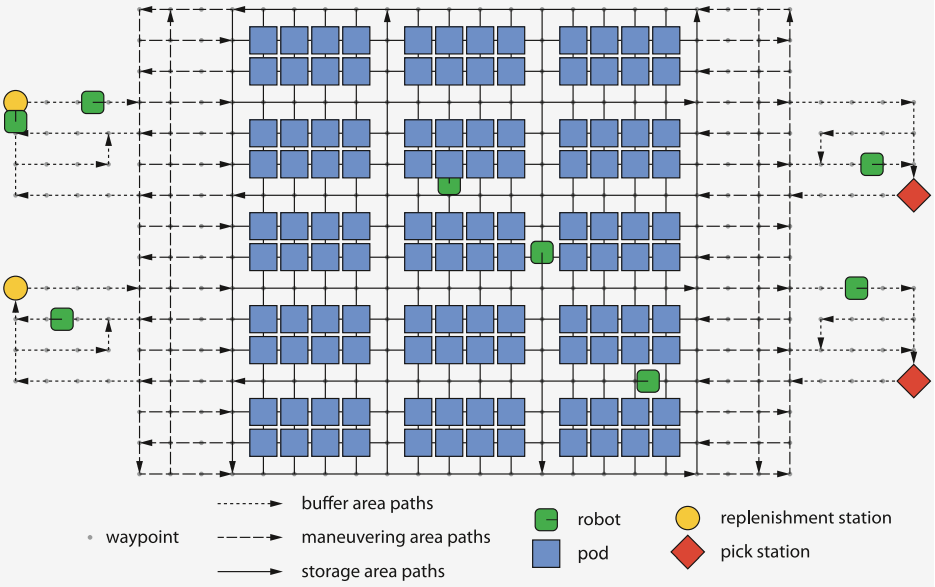 buffer area paths
waypoint
maneuvering area paths
storage area paths
robot
pod
replenishment station
pick station